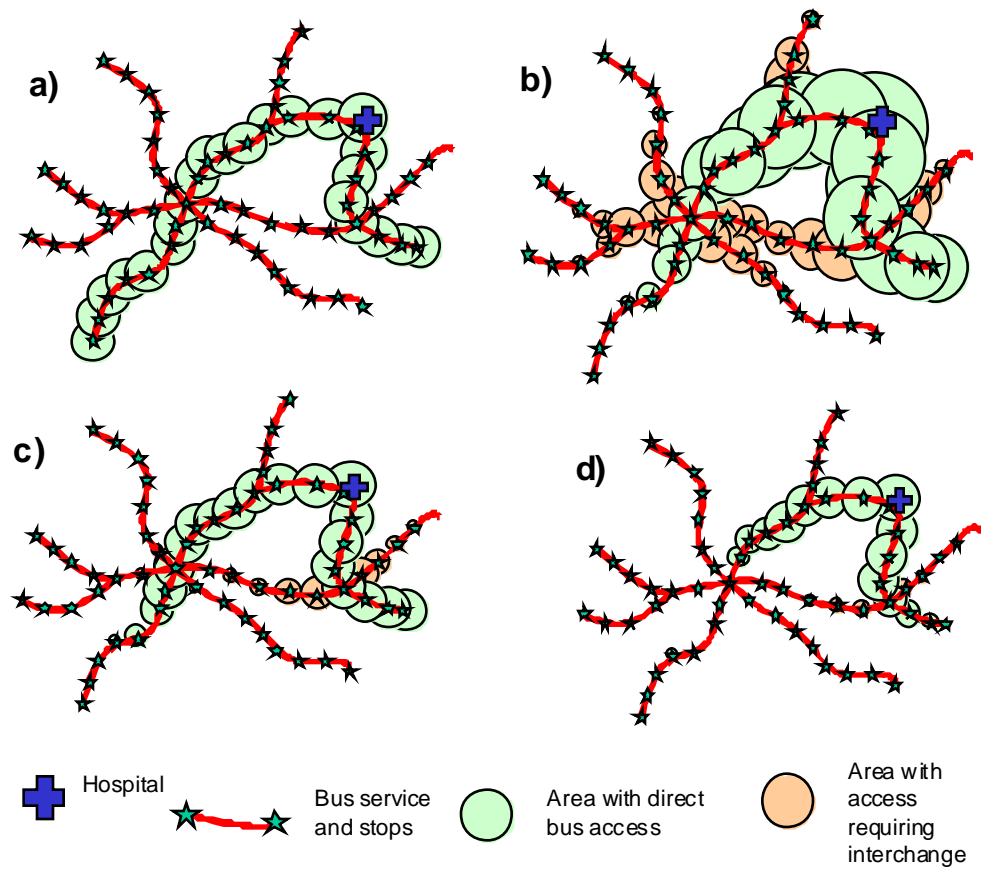 a)
b)
c)
d)
Hospital
Bus service
and stops
Area with direct
bus access
Area with
access
requiring
interchange